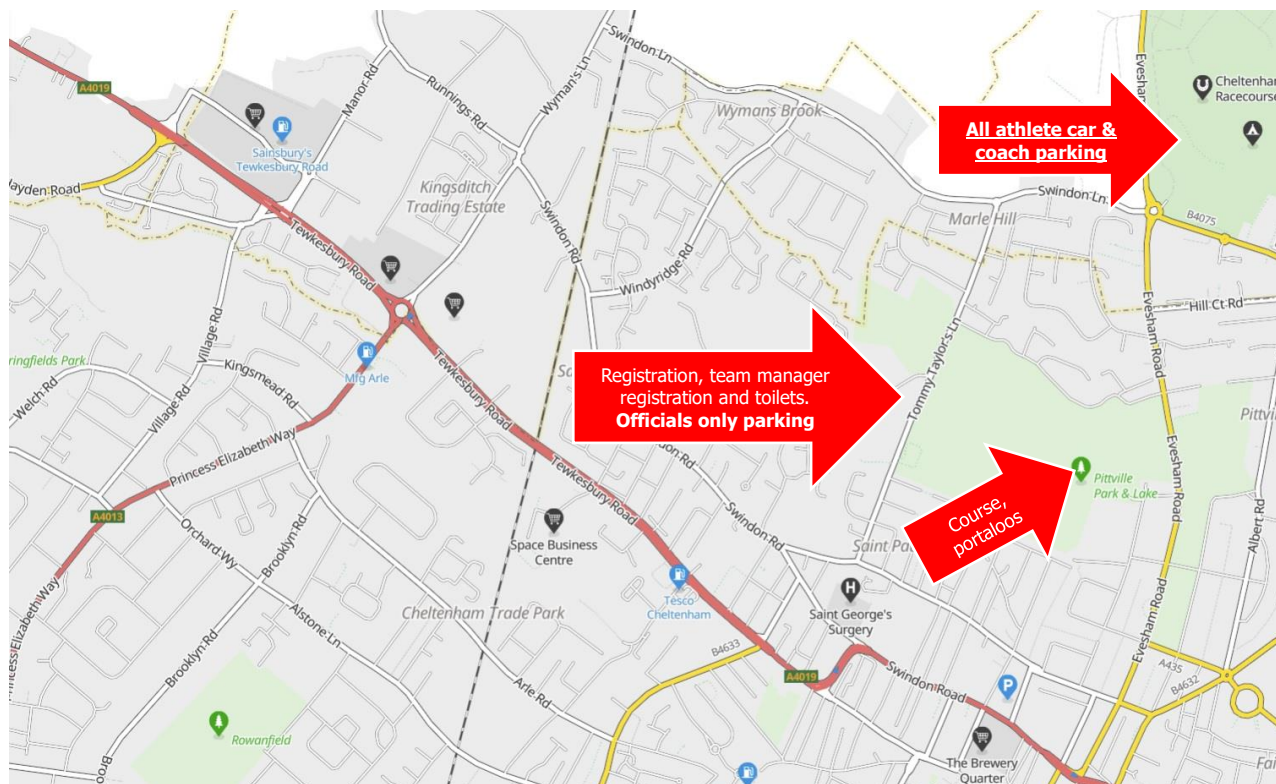 Swindon Ln
Evesham Road
Cheltenham
Racecourse
A4019
Manor Rd
Runnings Rd
Wyman's Ln
Wymans Brook
All athlete car &
coach parking
Sainsbury's
Tewkesbury Road
Kingsditch
Trading Estate
Swindon Ln.
B4075
Marle Hill
Tewkesbury Road
Swindon Rd
Windyridge Rd
Hill Ct Rd
Tommy Taylor's Ln
Evesham Road
Village Rd
Mfg Arle
Kingsmead Rd
Welch Rd
Village Rd
Tewkesbury Road
Registration, team manager
registration and toilets.
Officials only parking
Princess Elizabeth Way
Tewkesbury Road
Evesham Road
Pittville
Park & Lake
Albert Rd
A4013
Orchard Wy
Brooklyn Rd
Space Business
Centre
Swindon Rd
Course,
portaloos
Tesco
Cheltenham
Saint George's
Surgery
H
Cheltenham Trade Park
Alstone Ln
Brooklyn Rd
Arle Rd
B4633
A4019
Swindon Road
Evesham Road
A435
B4632
P
Rowanfield
The Brewery
Quarter